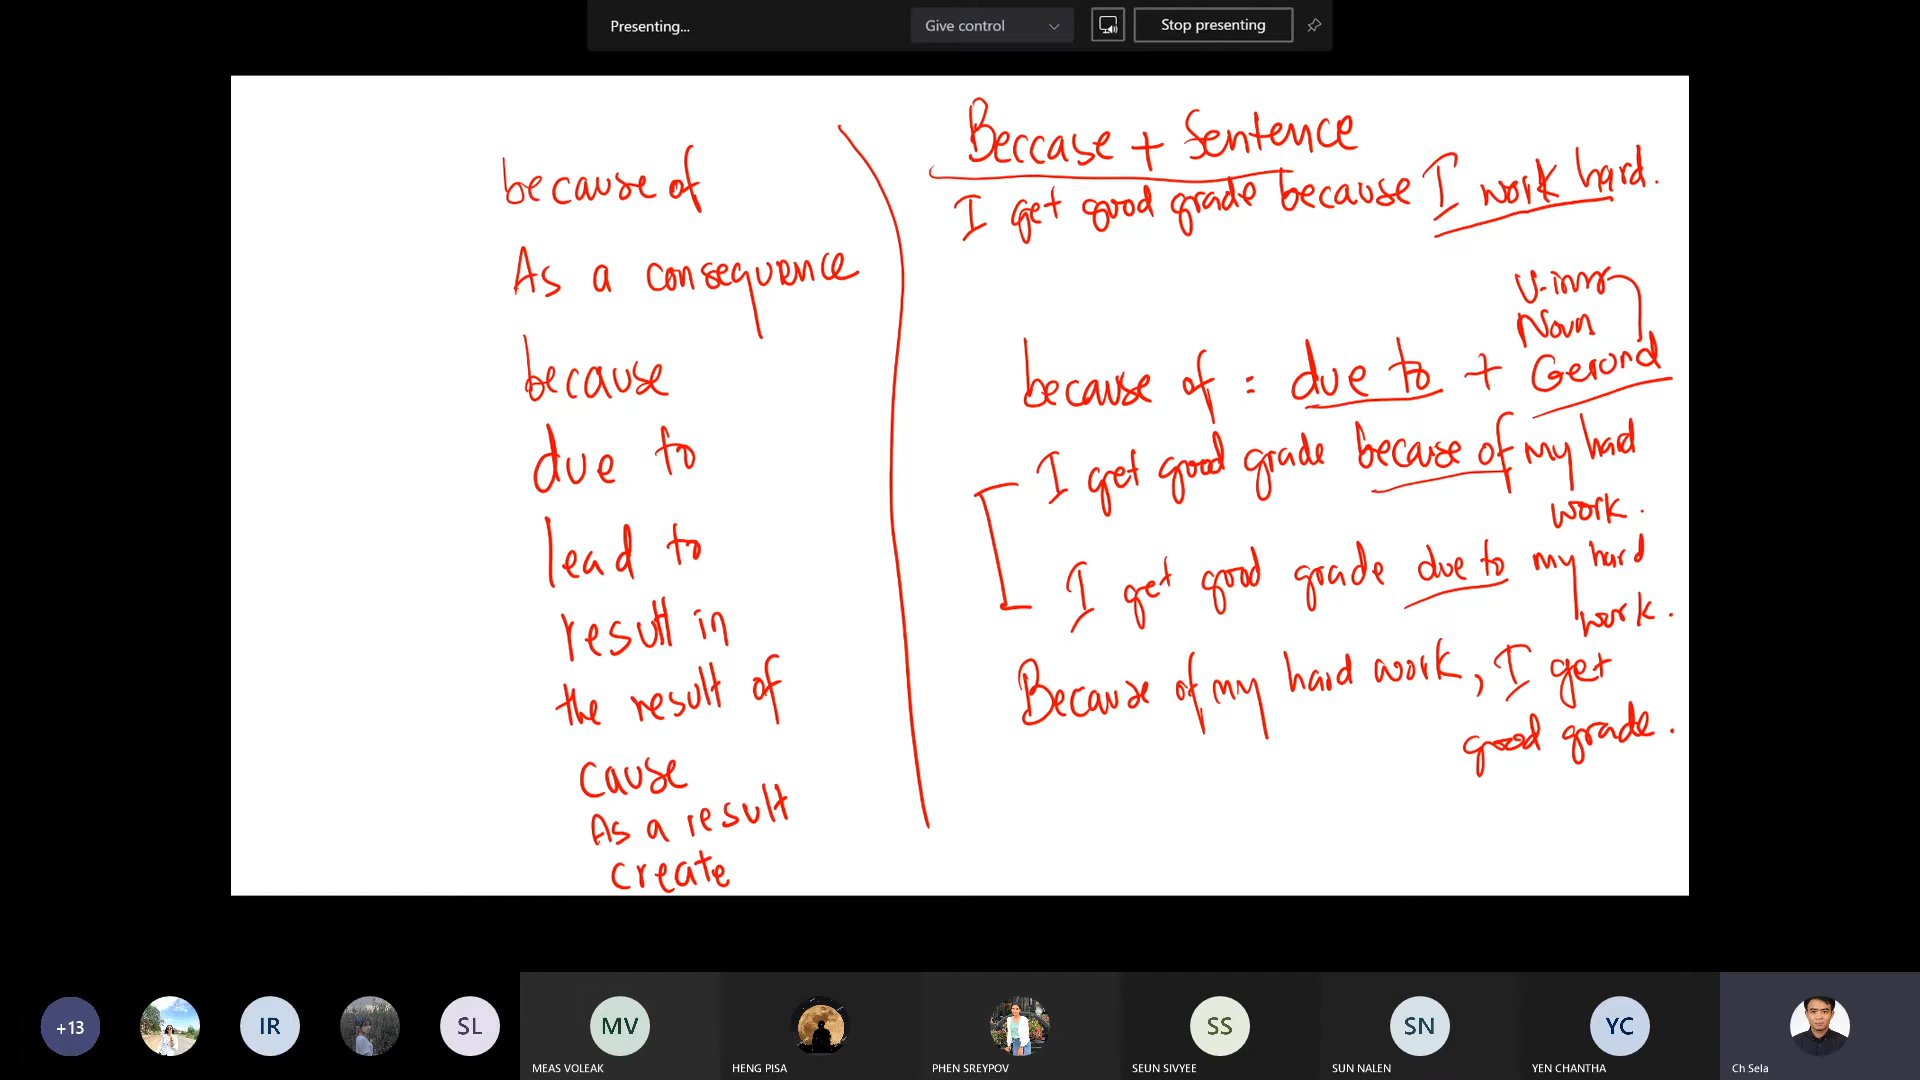 Presenting...
Give control
Stop presenting
because of
As a consequence
because
due to
lead to
result in
the result of
cause
As a result
create
Beccase + Sentence
I get good grade because I work hard.
Noun
because of = due to + Gerond
I get good grade because of my hard
work.
I get good grade due to my hard
work.
Because of my hard work, I get
good grade.
+13
IR
SL
MV
SS
SN
YC
MEAS VOLEAK
HENG PISA
PHEN SREYPOV
SEUN SIVYEE
SUN NALEN
YEN CHANTHA
Ch Sela